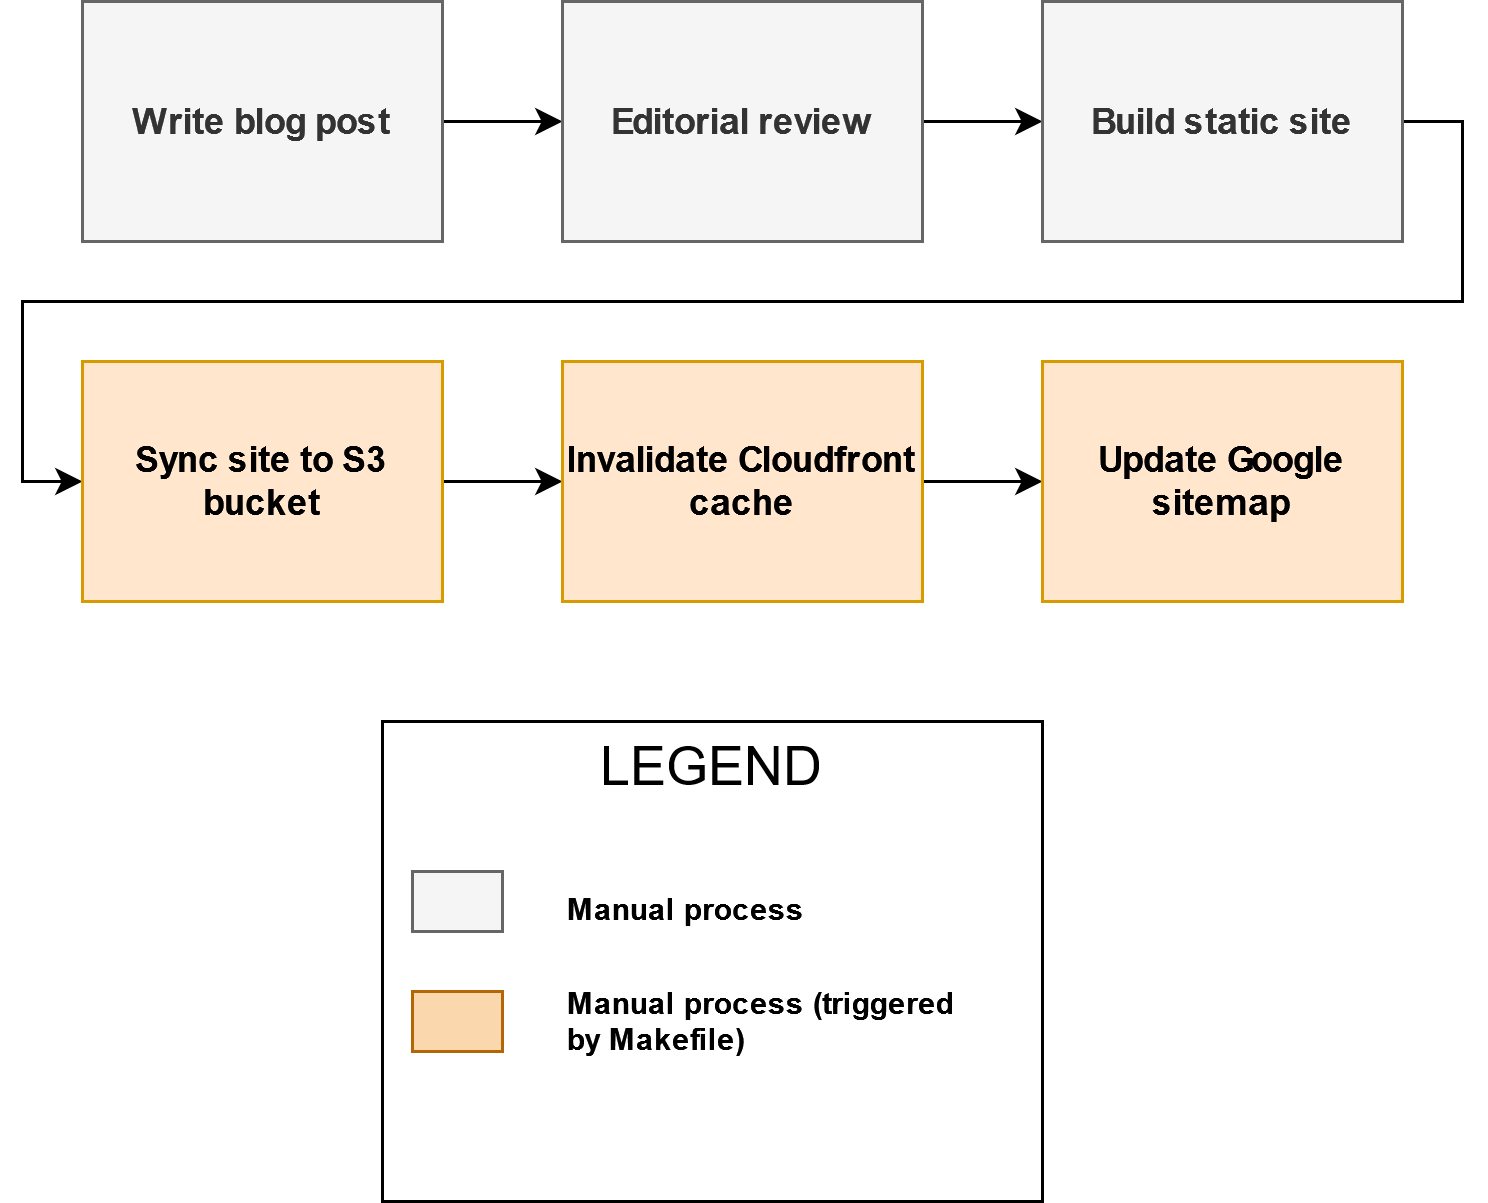 Write blog post
Editorial review
Build static site
Sync site to S3
bucket
Invalidate Cloudfront
cache
Update Google
sitemap
LEGEND
Manual process
Manual process (triggered
by Makefile)